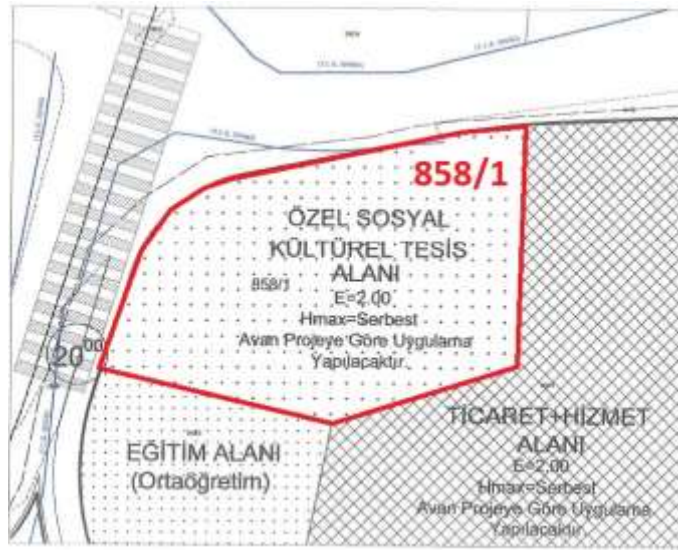 858/1
ÖZEL SOSYAL
KÜLTÜREL TESİS
ALANI
858/1
E=2.00
Hmax=Serbest
Avan Projeye Göre Uygulama
Yapılacaktır.
20.00
EĞİTİM ALANI
(Ortaöğretim)
TİCARET+HİZMET
ALANI
E=2.00
Hmax=Serbest
Avan Projeye Göre Uygulama
Yapılacaktır.